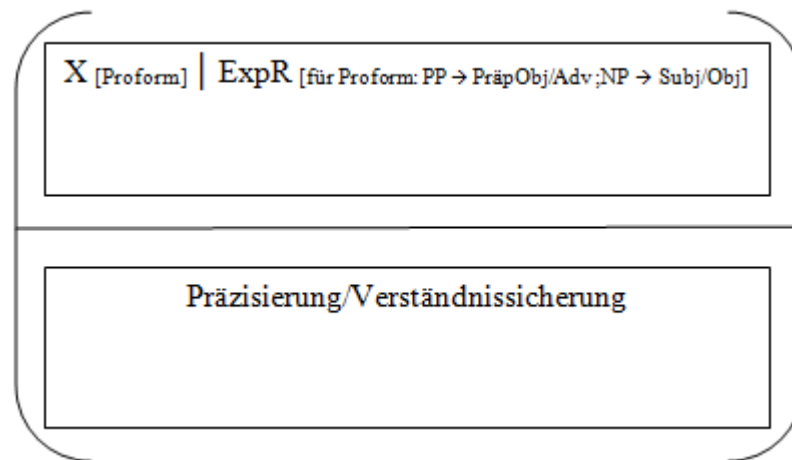 X [Proform] | ExpR [für Proform: PP → PräpObj/Adv ;NP → Subj/Obj]
Präzisierung/Verständnissicherung